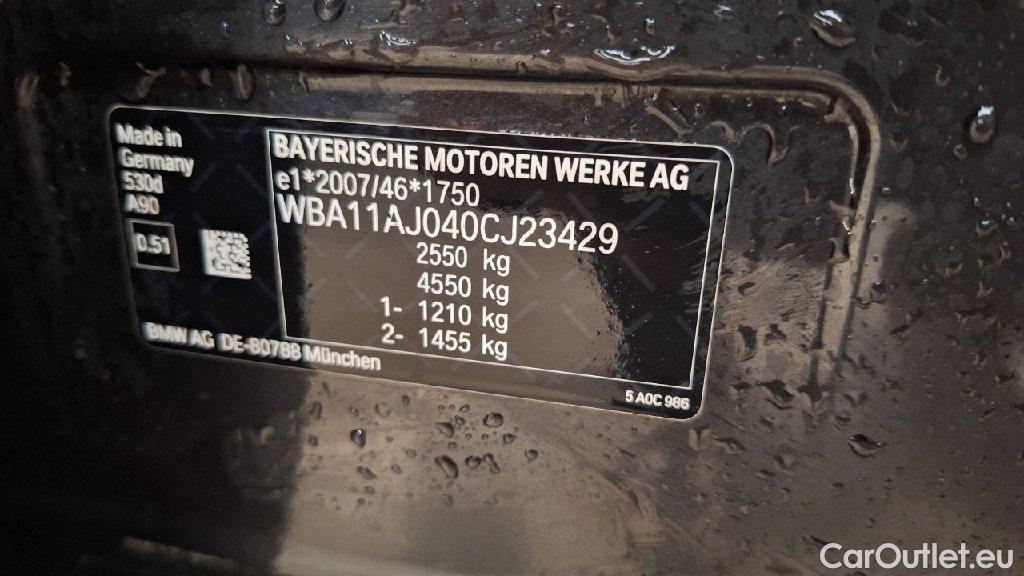 Made in
Germany
530d
A90
0.51
BAYERISCHE MOTOREN WERKE AG
e1*2007/46*1750
WBA11AJ040CJ23429
2550 kg
4550 kg
1- 1210 kg
2- 1455 kg
BMW AG DE-80788 München
5 A0C 986
CarOutlet.eu